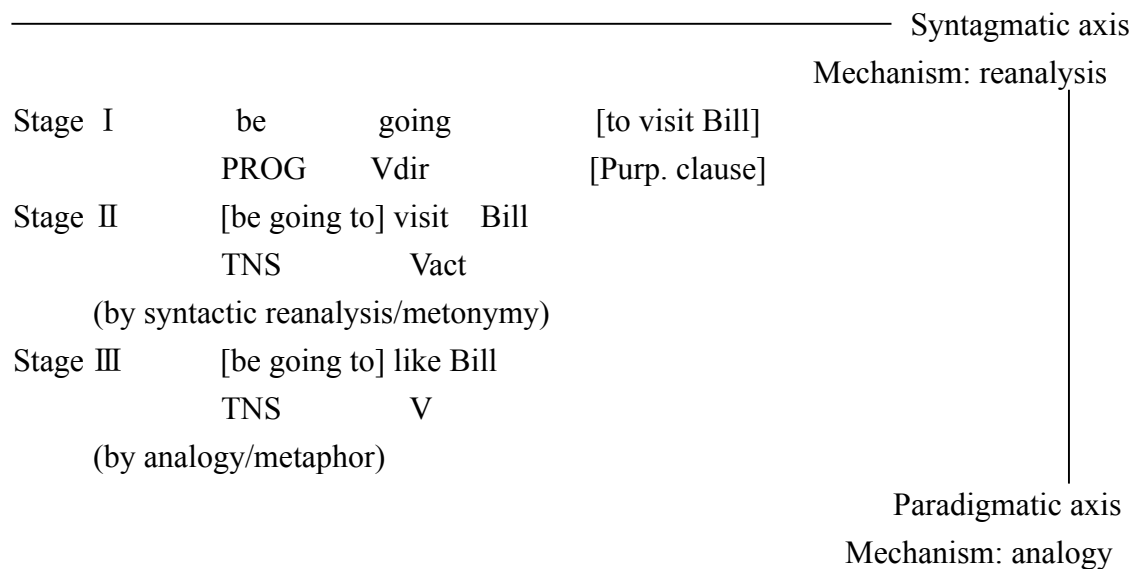 Syntagmatic axis
Mechanism: reanalysis
Stage Ⅰ be going [to visit Bill]
PROG Vdir [Purp. clause]
Stage Ⅱ [be going to] visit Bill
TNS Vact
(by syntactic reanalysis/metonymy)
Stage Ⅲ [be going to] like Bill
TNS V
(by analogy/metaphor)
Paradigmatic axis
Mechanism: analogy